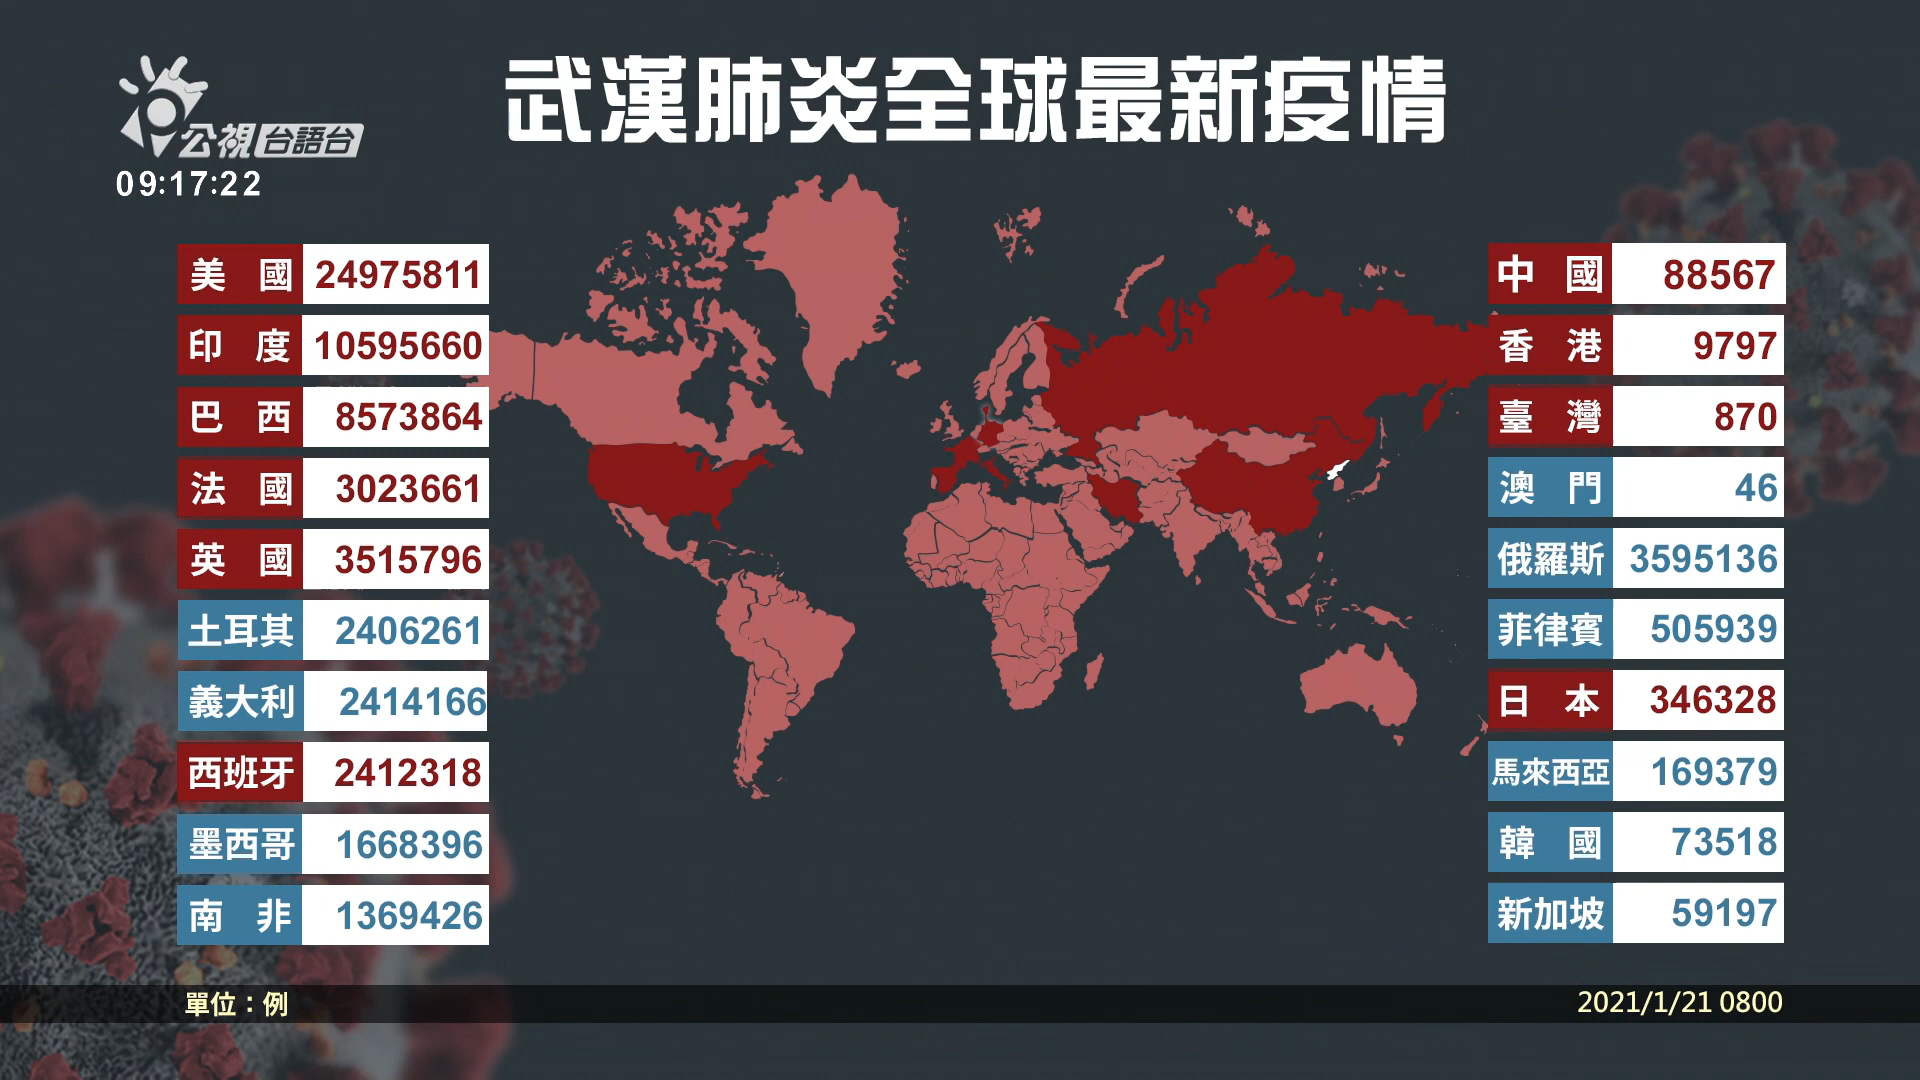 武漢肺炎全球最新疫情
公視台語台
09:17:22
美國 24975811
印度 10595660
巴西 8573864
法國 3023661
英國 3515796
土耳其 2406261
義大利 2414166
西班牙 2412318
墨西哥 1668396
南非 1369426
中國 88567
香港 9797
臺灣 870
澳門 46
俄羅斯 3595136
菲律賓 505939
日本 346328
馬來西亞 169379
韓國 73518
新加坡 59197
單位：例
2021/1/21 0800